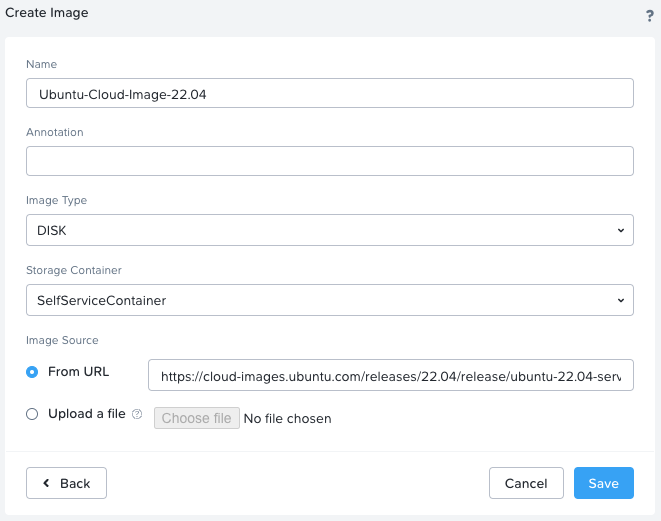 Create Image
?
Name
Ubuntu-Cloud-Image-22.04
Annotation
Image Type
DISK
Storage Container
SelfServiceContainer
Image Source
From URL
https://cloud-images.ubuntu.com/releases/22.04/release/ubuntu-22.04-serv
Upload a file ?
Choose file No file chosen
Back
Cancel
Save